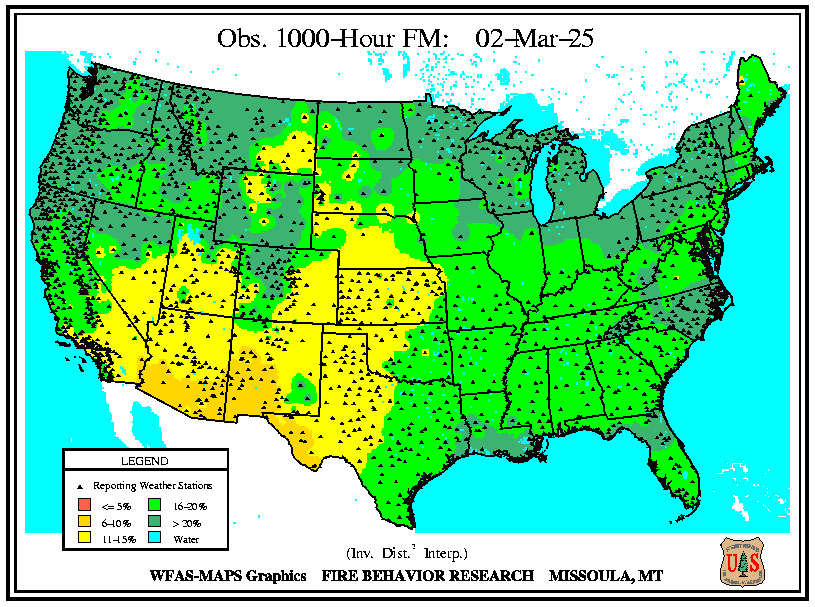 Obs. 1000-Hour FM: 02-Mar-25
LEGEND
Reporting Weather Stations
<= 5%
16-20%
6-10%
> 20%
11-15%
Water
(Inv. Dist.² Interp.)
WFAS-MAPS Graphics FIRE BEHAVIOR RESEARCH MISSOULA, MT
U S